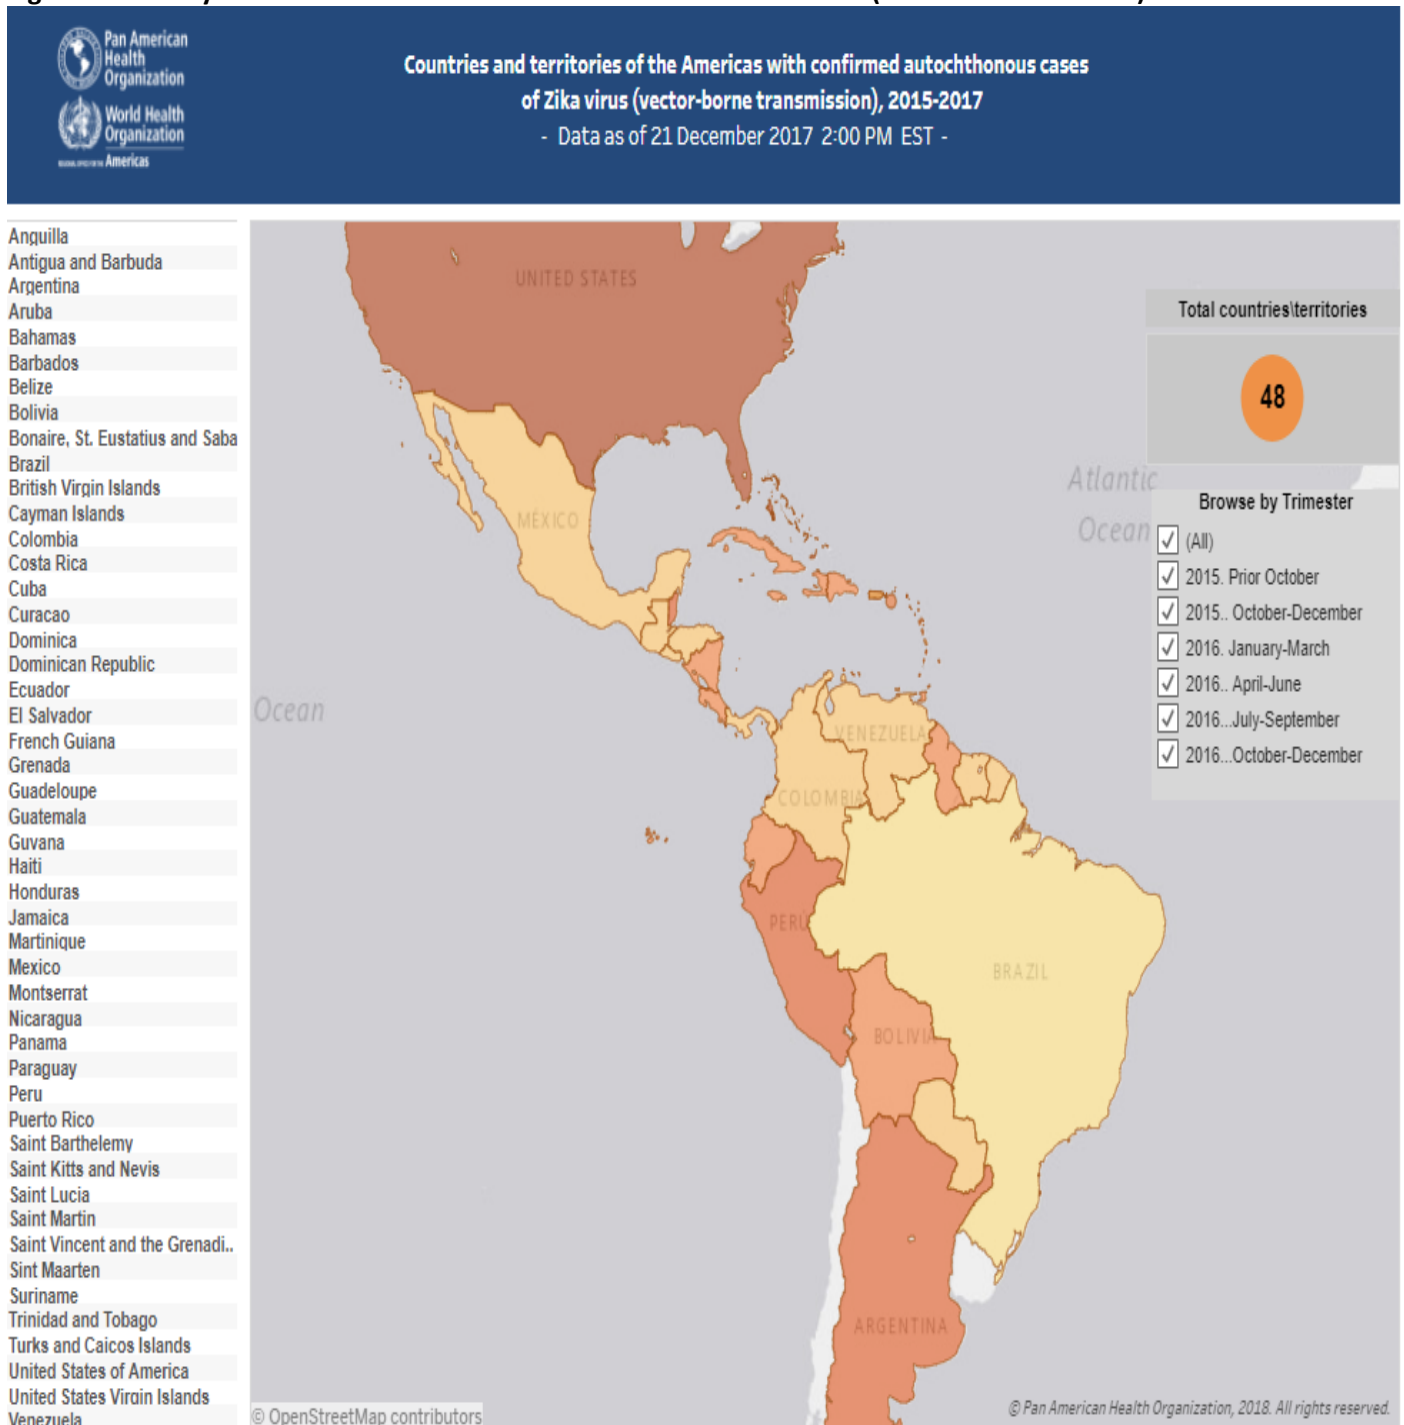 Pan American
Health
Organization
World Health
Organization
Americas
Countries and territories of the Americas with confirmed autochthonous cases
of Zika virus (vector-borne transmission), 2015-2017
- Data as of 21 December 2017 2:00 PM EST -
Anguilla
Antigua and Barbuda
Argentina
Aruba
Bahamas
Barbados
Belize
Bolivia
Bonaire, St. Eustatius and Saba
Brazil
British Virgin Islands
Cayman Islands
Colombia
Costa Rica
Cuba
Curacao
Dominica
Dominican Republic
Ecuador
El Salvador
French Guiana
Grenada
Guadeloupe
Guatemala
Guyana
Haiti
Honduras
Jamaica
Martinique
Mexico
Montserrat
Nicaragua
Panama
Paraguay
Peru
Puerto Rico
Saint Barthelemy
Saint Kitts and Nevis
Saint Lucia
Saint Martin
Saint Vincent and the Grenadi..
Sint Maarten
Suriname
Trinidad and Tobago
Turks and Caicos Islands
United States of America
United States Virgin Islands
Venezuela
UNITED STATES
MÉXICO
Ocean
VENEZUELA
COLOMBIA
PERÚ
BRAZIL
BOLIVIA
ARGENTINA
Atlantic
Ocean
Total countries\territories
48
Browse by Trimester
(All)
2015. Prior October
2015.. October-December
2016. January-March
2016.. April-June
2016...July-September
2016...October-December
© OpenStreetMap contributors
© Pan American Health Organization, 2018. All rights reserved.